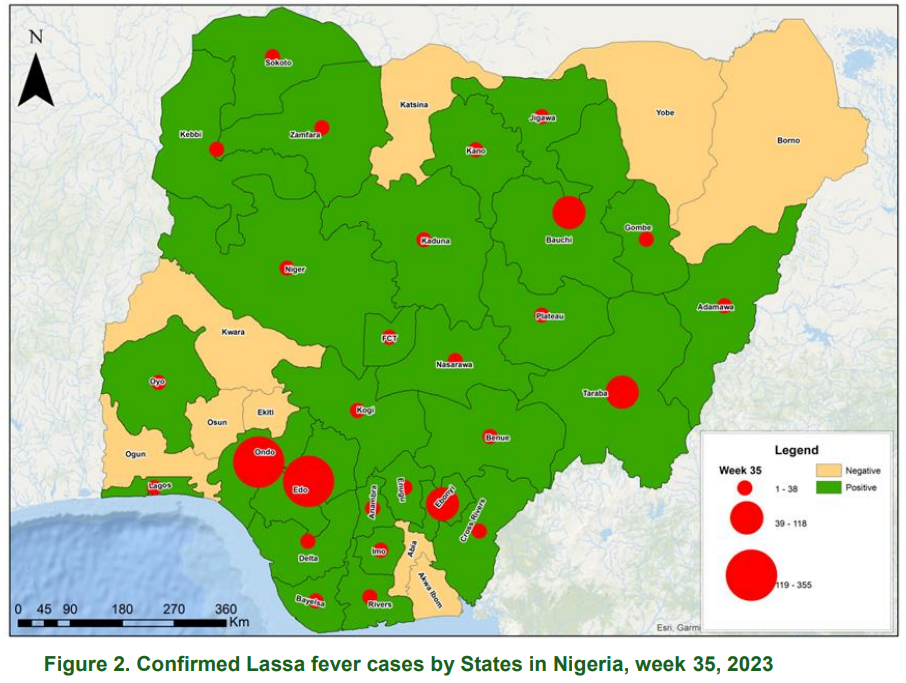 N
Sokoto
Katsina
Yobe
Borno
Kebbi
Zamfara
Jigawa
Kano
Bauchi
Gombe
Kaduna
Niger
Adamawa
Plateau
Kwara
FCT
Nasarawa
Oyo
Taraba
Kogi
Ekiti
Osun
Benue
Ogun
Ondo
Edo
Lagos
Anambra
Enugu
Ebonyi
Cross Rivers
Delta
Imo
Abia
Akwa Ibom
Bayelsa
Rivers
Legend
Week 35
Negative
Positive
1 - 38
39 - 118
119 - 355
0 45 90 180 270 360
Km
Esri, Garmi
Figure 2. Confirmed Lassa fever cases by States in Nigeria, week 35, 2023